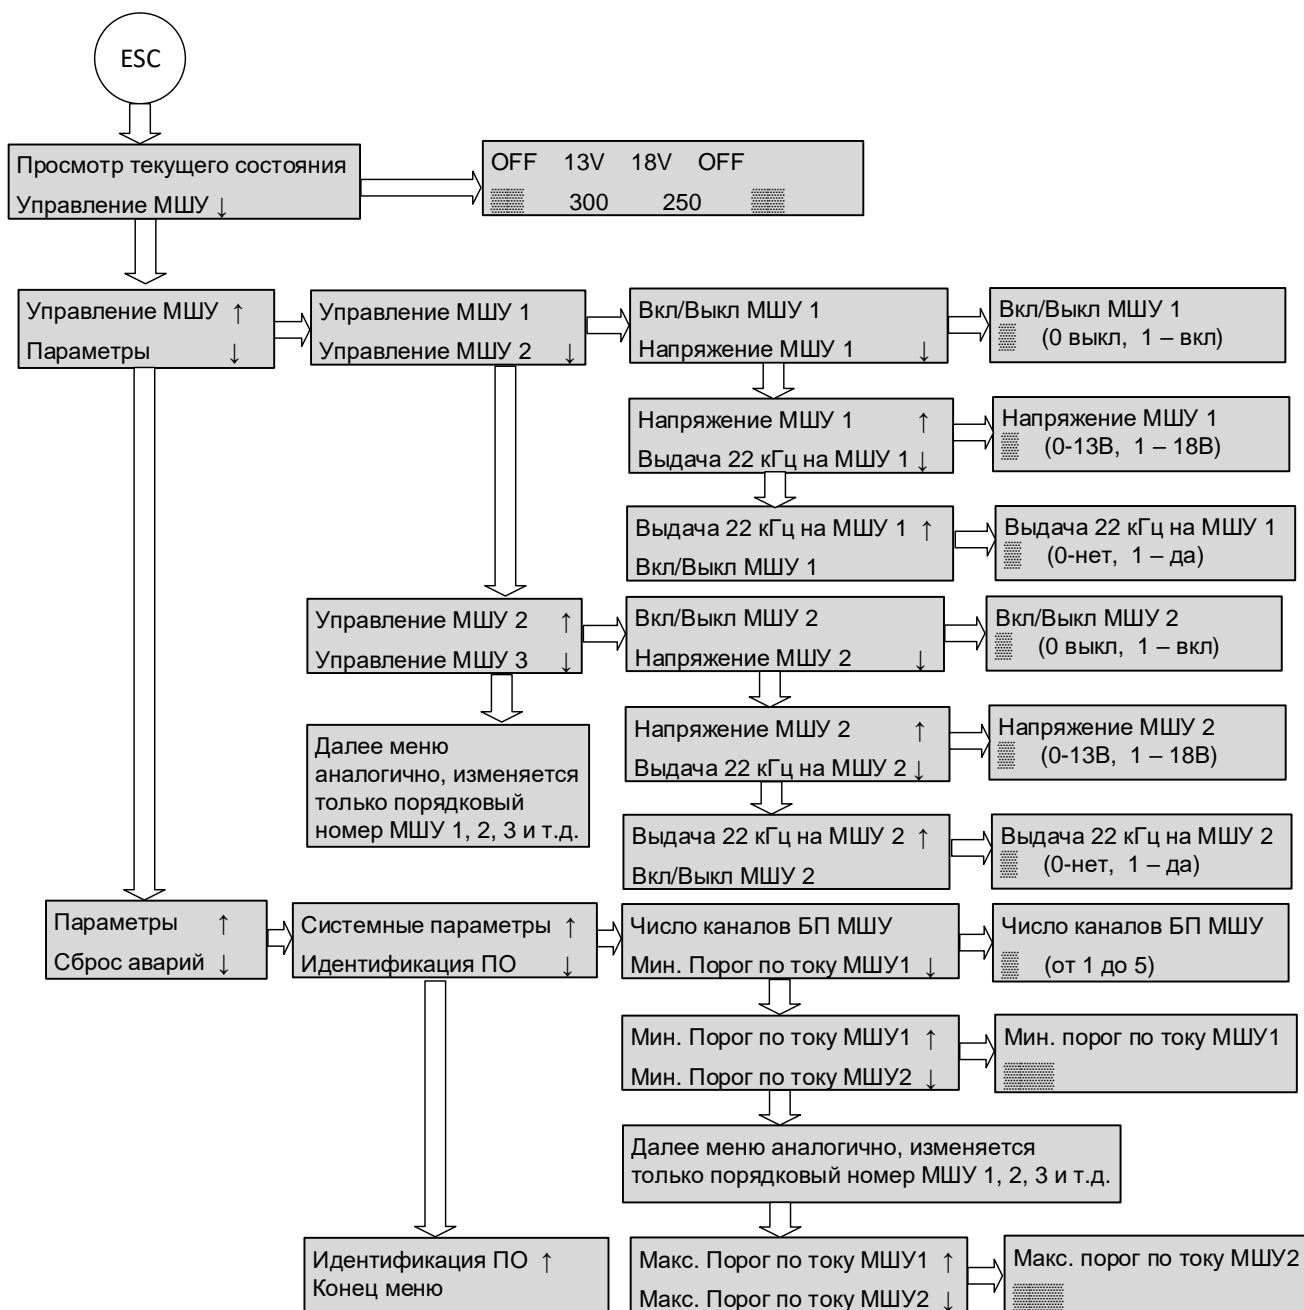 ESC
Просмотр текущего состояния
Управление МШУ ↓
OFF 13V 18V OFF
300 250
Управление МШУ ↑
Параметры ↓
Управление МШУ 1
Управление МШУ 2 ↓
Вкл/Выкл МШУ 1
Напряжение МШУ 1 ↓
Вкл/Выкл МШУ 1
(0 выкл, 1 – вкл)
Напряжение МШУ 1 ↑
Выдача 22 кГц на МШУ 1 ↓
Напряжение МШУ 1
(0-13В, 1 – 18В)
Выдача 22 кГц на МШУ 1 ↑
Вкл/Выкл МШУ 1
Выдача 22 кГц на МШУ 1
(0-нет, 1 – да)
Управление МШУ 2 ↑
Управление МШУ 3 ↓
Вкл/Выкл МШУ 2
Напряжение МШУ 2 ↓
Вкл/Выкл МШУ 2
(0 выкл, 1 – вкл)
Далее меню
аналогично, изменяется
только порядковый
номер МШУ 1, 2, 3 и т.д.
Напряжение МШУ 2 ↑
Выдача 22 кГц на МШУ 2 ↓
Напряжение МШУ 2
(0-13В, 1 – 18В)
Выдача 22 кГц на МШУ 2 ↑
Вкл/Выкл МШУ 2
Выдача 22 кГц на МШУ 2
(0-нет, 1 – да)
Параметры ↑
Сброс аварий ↓
Системные параметры ↑
Идентификация ПО ↓
Число каналов БП МШУ
Мин. Порог по току МШУ1 ↓
Число каналов БП МШУ
(от 1 до 5)
Мин. Порог по току МШУ1 ↑
Мин. Порог по току МШУ2 ↓
Мин. порог по току МШУ1
Далее меню аналогично, изменяется
только порядковый номер МШУ 1, 2, 3 и т.д.
Идентификация ПО ↑
Конец меню
Макс. Порог по току МШУ1 ↑
Макс. Порог по току МШУ2 ↓
Макс. порог по току МШУ2